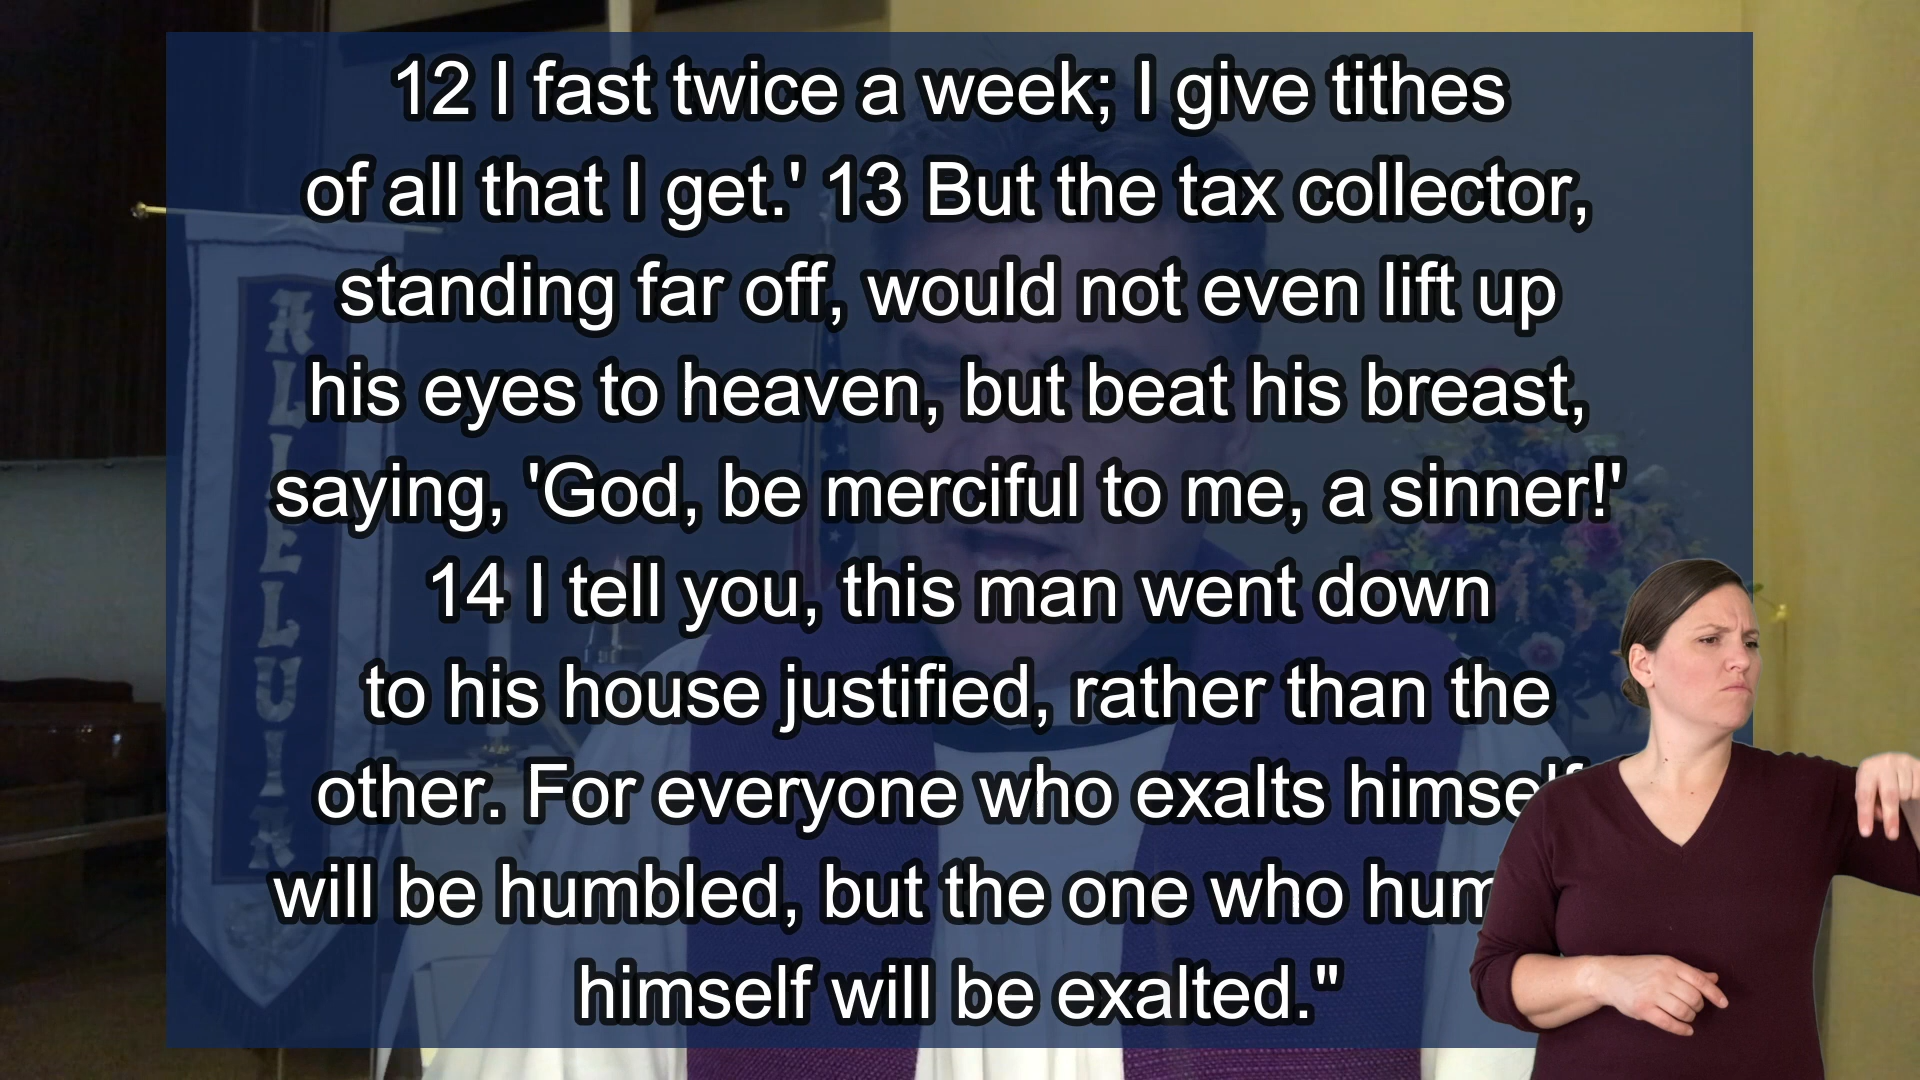 12 I fast twice a week; I give tithes
of all that I get.' 13 But the tax collector,
standing far off, would not even lift up
his eyes to heaven, but beat his breast,
saying, 'God, be merciful to me, a sinner!'
14 I tell you, this man went down
to his house justified, rather than the
other. For everyone who exalts himself
will be humbled, but the one who
himself will be exalted."
ALLELUIA